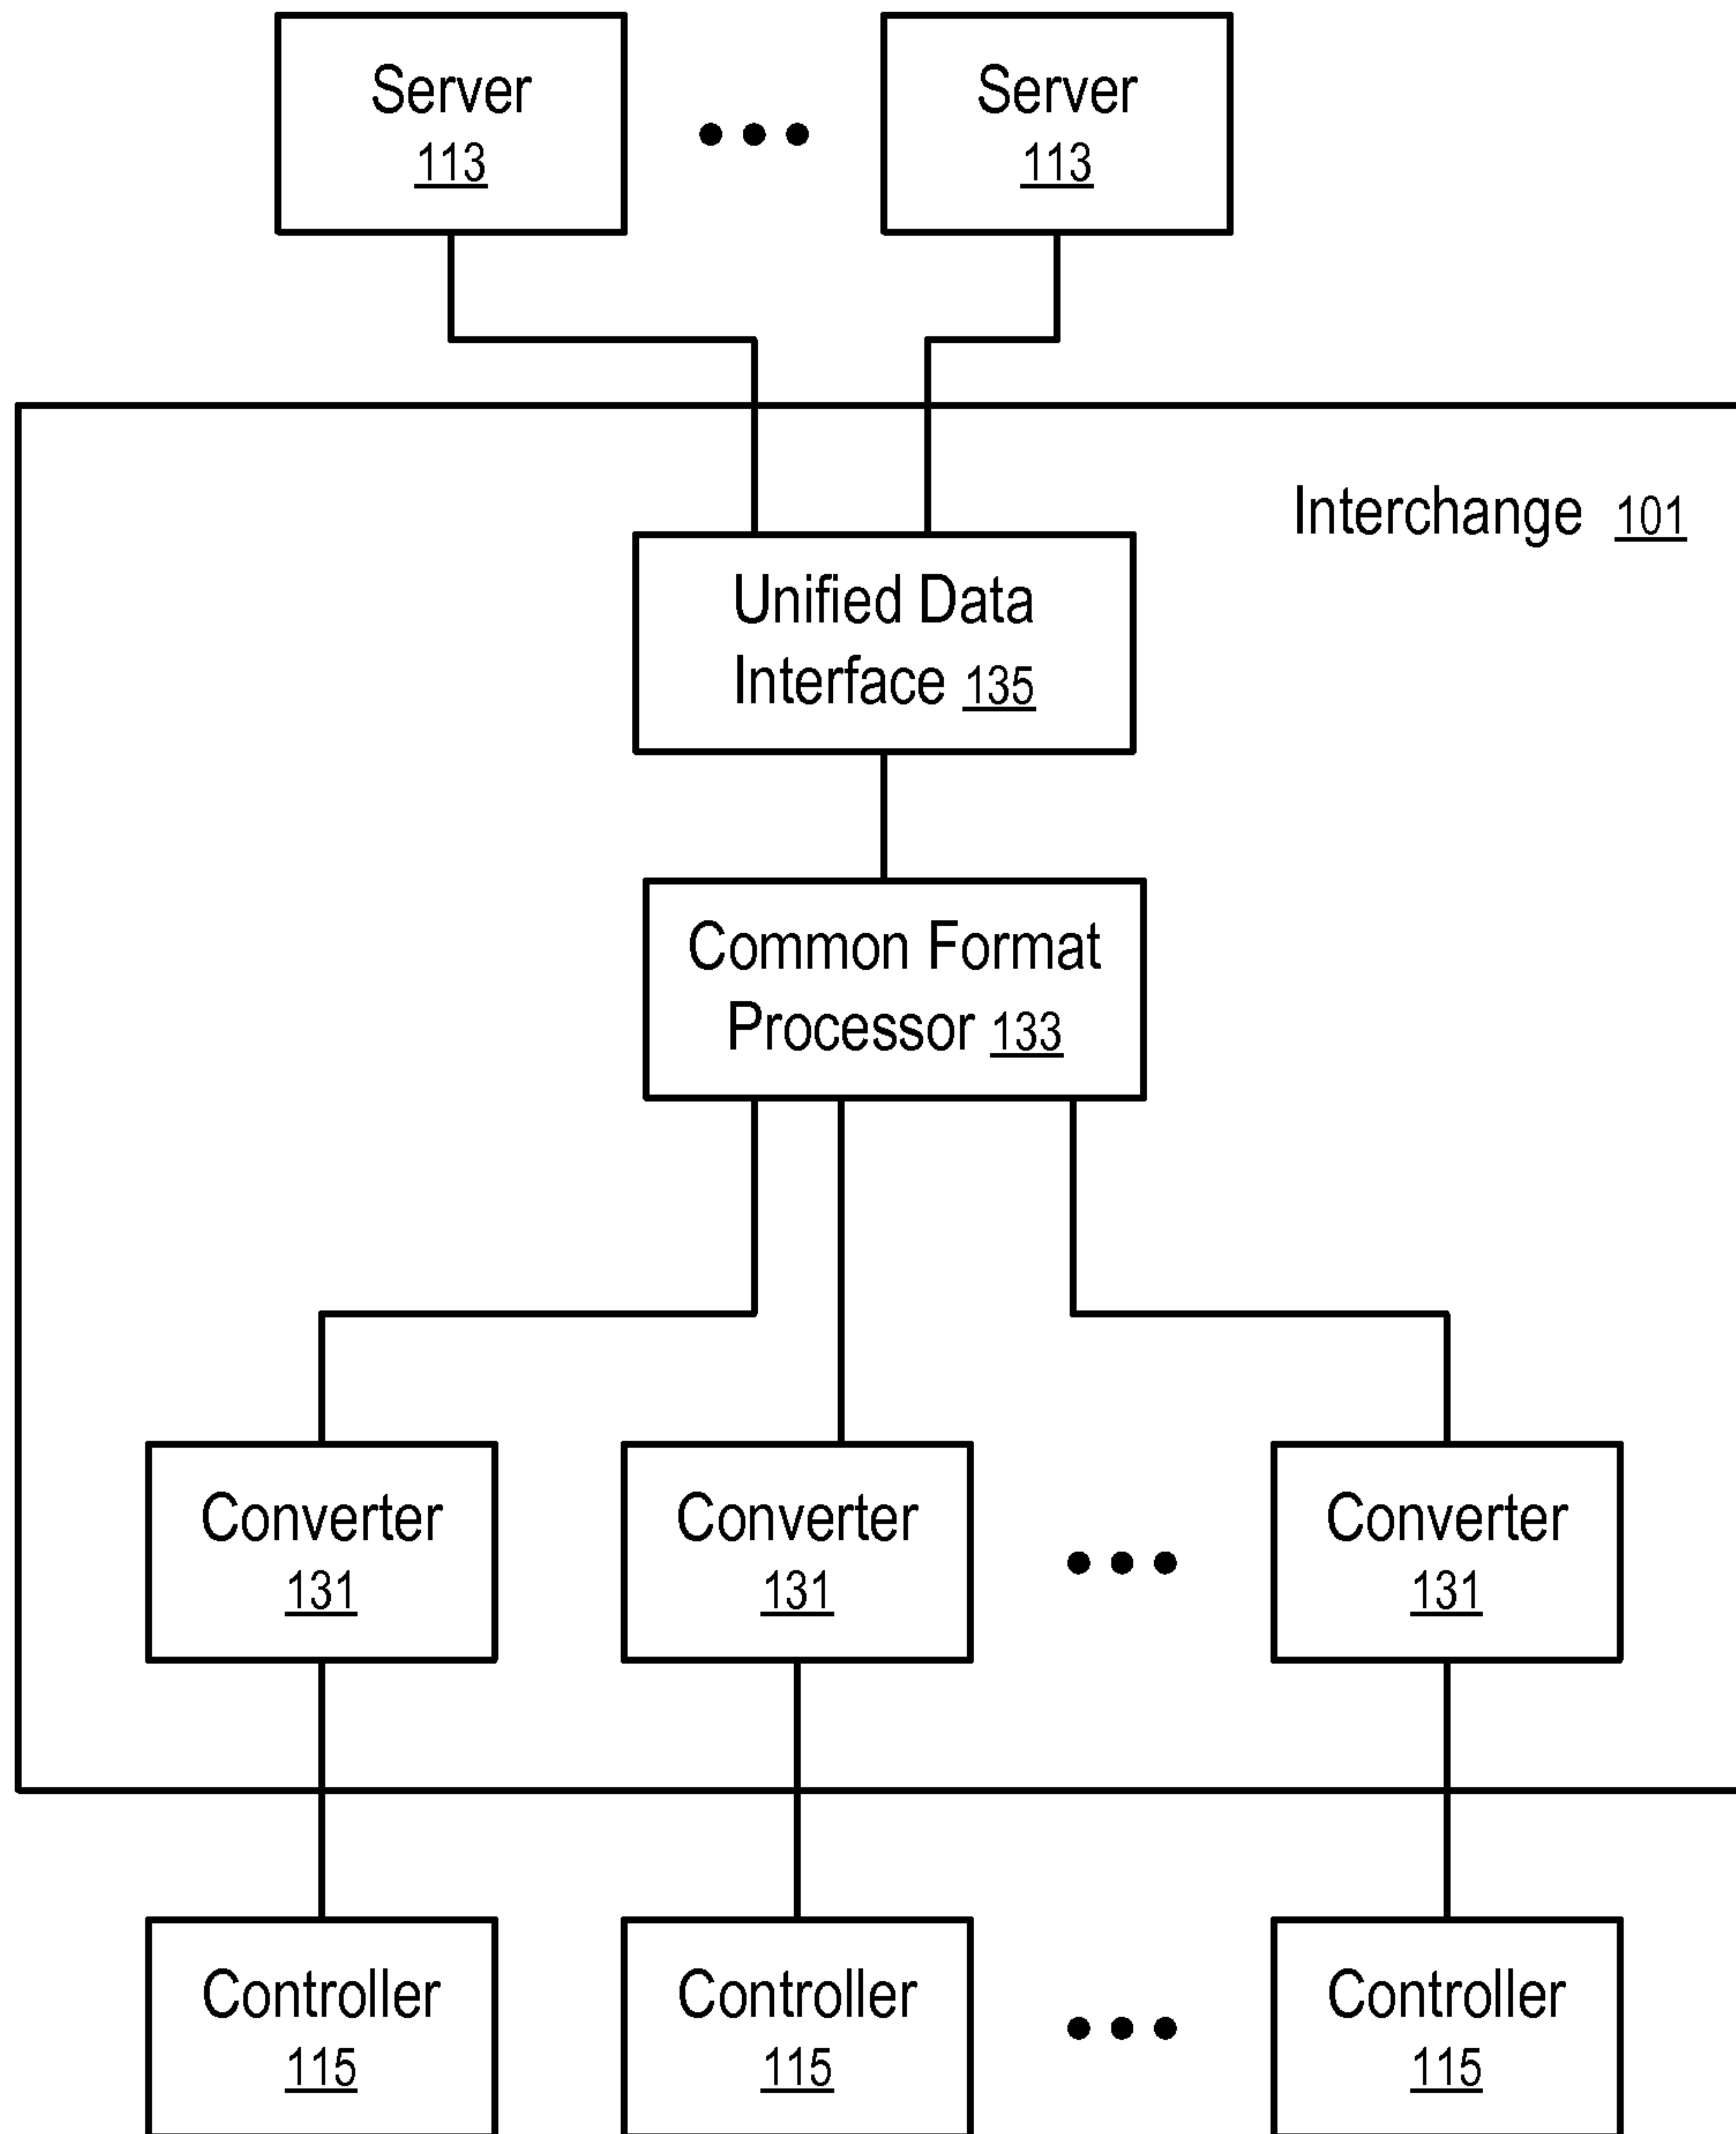 Server
113
Server
113
Interchange 101
Unified Data
Interface 135
Common Format
Processor 133
Converter
131
Converter
131
Converter
131
Controller
115
Controller
115
Controller
115